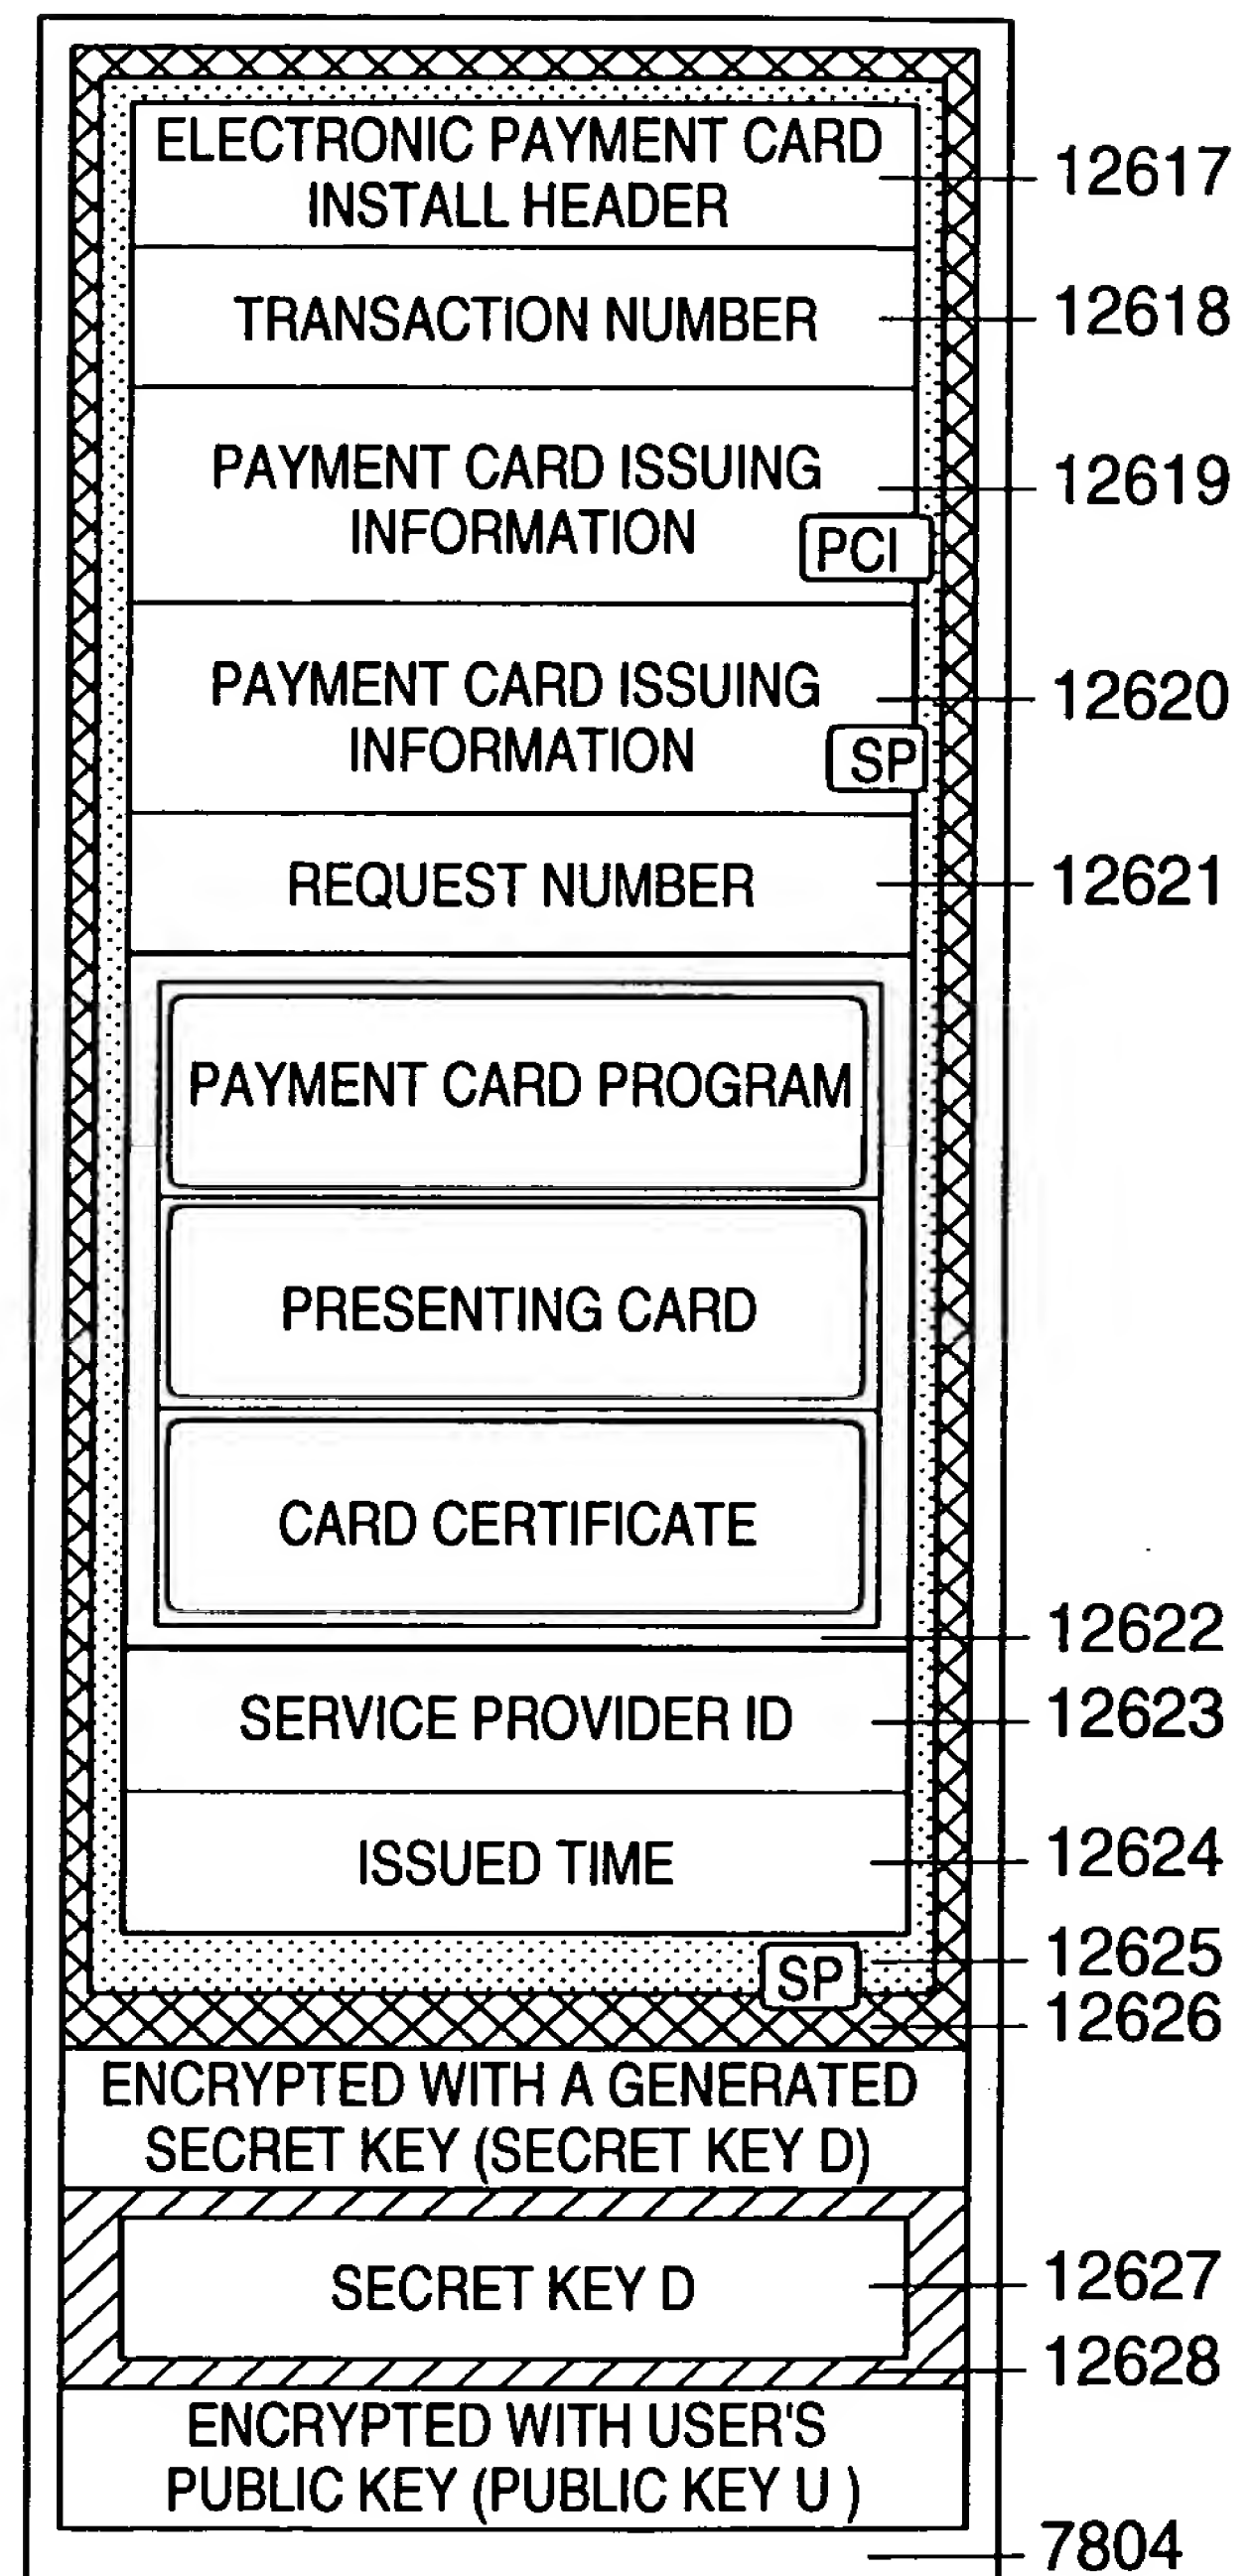 ELECTRONIC PAYMENT CARD
INSTALL HEADER
12617
TRANSACTION NUMBER
12618
PAYMENT CARD ISSUING
INFORMATION
12619
PCI
PAYMENT CARD ISSUING
INFORMATION
12620
SP
REQUEST NUMBER
12621
PAYMENT CARD PROGRAM
PRESENTING CARD
CARD CERTIFICATE
12622
SERVICE PROVIDER ID
12623
ISSUED TIME
12624
12625
SP
12626
ENCRYPTED WITH A GENERATED
SECRET KEY (SECRET KEY D)
SECRET KEY D
12627
12628
ENCRYPTED WITH USER'S
PUBLIC KEY (PUBLIC KEY U )
7804